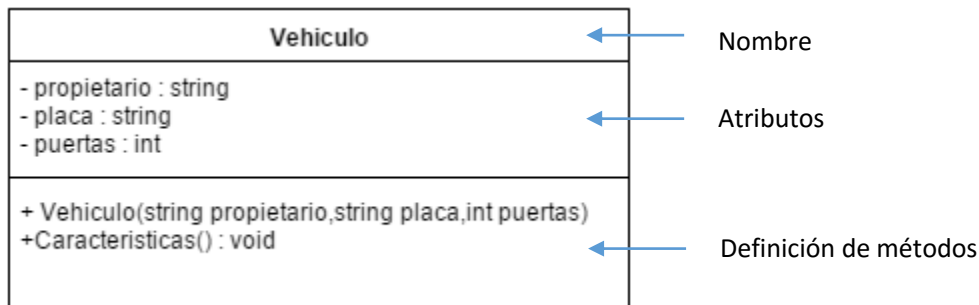 Vehiculo
Nombre
- propietario : string
- placa : string
- puertas : int
Atributos
+ Vehiculo(string propietario,string placa,int puertas)
+Caracteristicas() : void
Definición de métodos